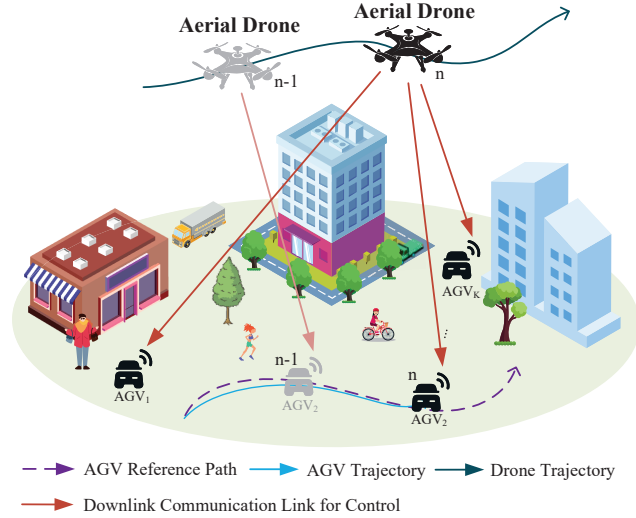 Aerial Drone
Aerial Drone
n-1
n
AGV_K
n-1
n
AGV_1
AGV_2
AGV_2
AGV Reference Path
AGV Trajectory
Drone Trajectory
Downlink Communication Link for Control